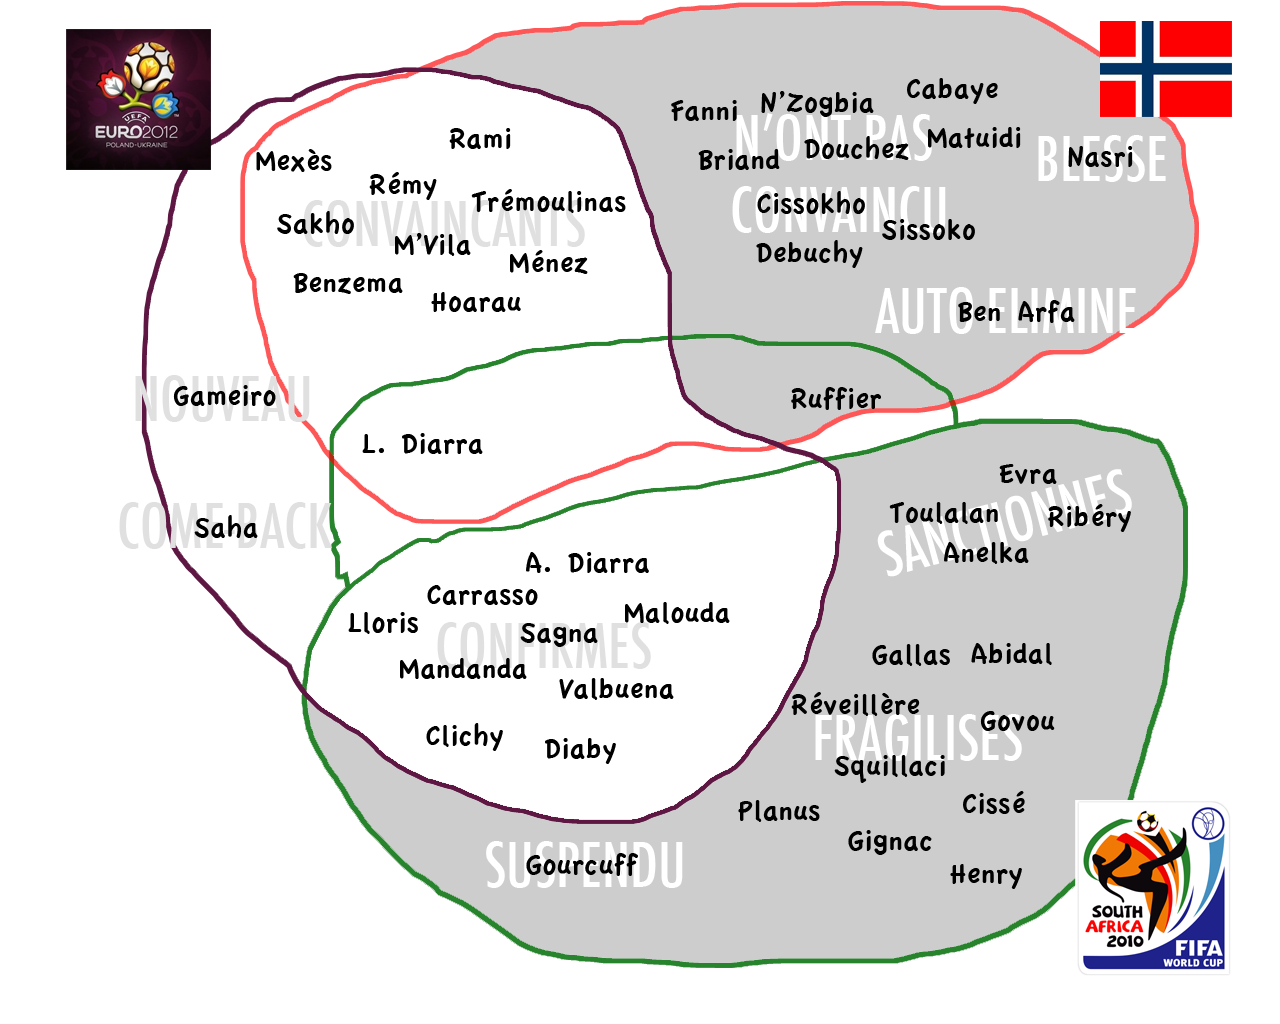 UEFA
EURO2012
POLAND-UKRAINE
Fanni
N'Zogbia
Cabaye
Briand
Douchez
Matuidi
N'ONT PAS
CONVAINCU
Cissokho
Sissoko
Debuchy
BLESSE
Nasri
AUTO ELIMINE
Ben Arfa
Rami
Mexès
Rémy
Trémoulinas
Sakho
CONVAINCANTS
M'Vila
Ménez
Benzema
Hoarau
NOUVEAU
Gameiro
Ruffier
L. Diarra
COME BACK
Saha
Evra
Toulalan
Ribéry
SANCTIONNES
Anelka
A. Diarra
Carrasso
Malouda
Lloris
Sagna
CONFIRMES
Mandanda
Valbuena
Clichy
Diaby
Gallas
Abidal
Réveillère
Govou
FRAGILISES
Squillaci
Planus
Cissé
Gignac
Henry
SUSPENDU
Gourcuff
SOUTH
AFRICA
2010
FIFA
WORLD CUP